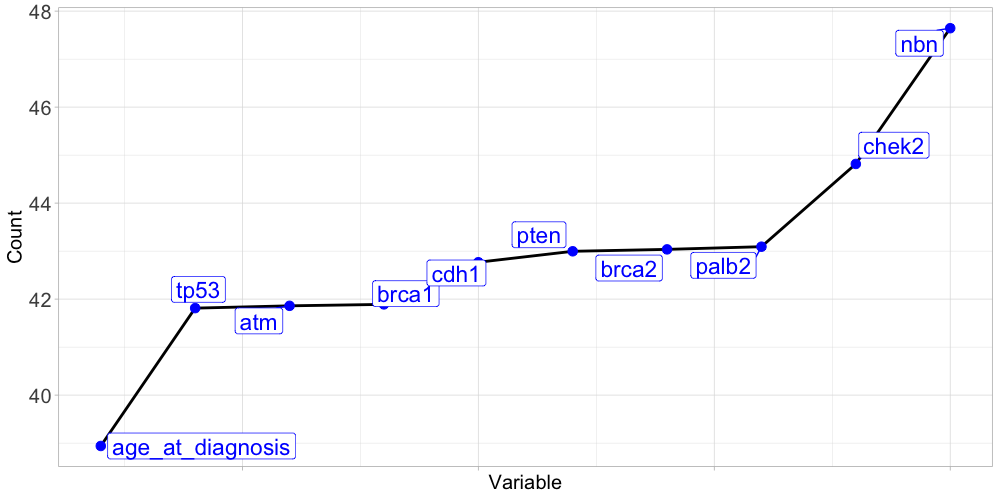 48
46
44
42
40
Count
nbn
chek2
pten
brca2
palb2
cdh1
tp53
brca1
atm
age_at_diagnosis
Variable